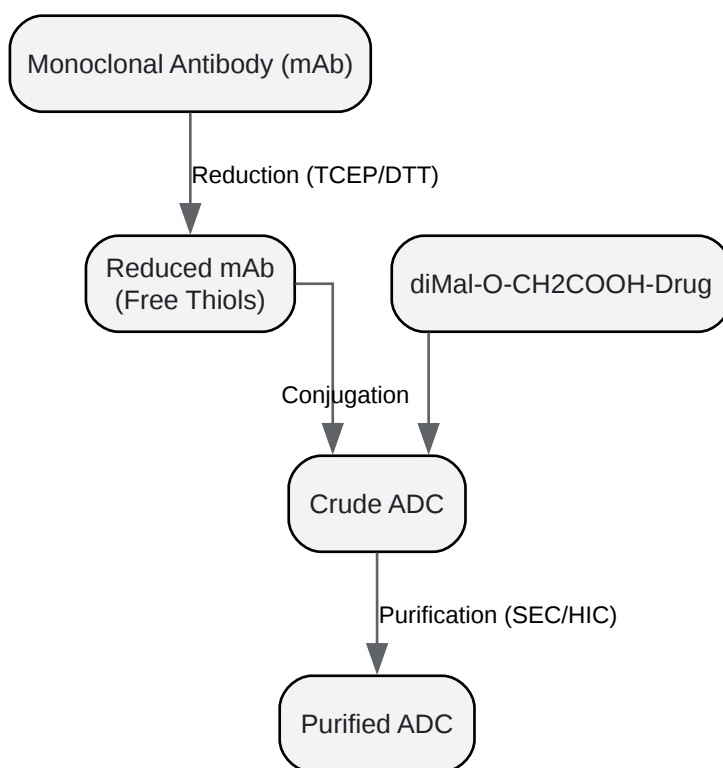 Monoclonal Antibody (mAb)
Reduction (TCEP/DTT)
Reduced mAb
(Free Thiols)
diMal-O-CH2COOH-Drug
Conjugation
Crude ADC
Purification (SEC/HIC)
Purified ADC